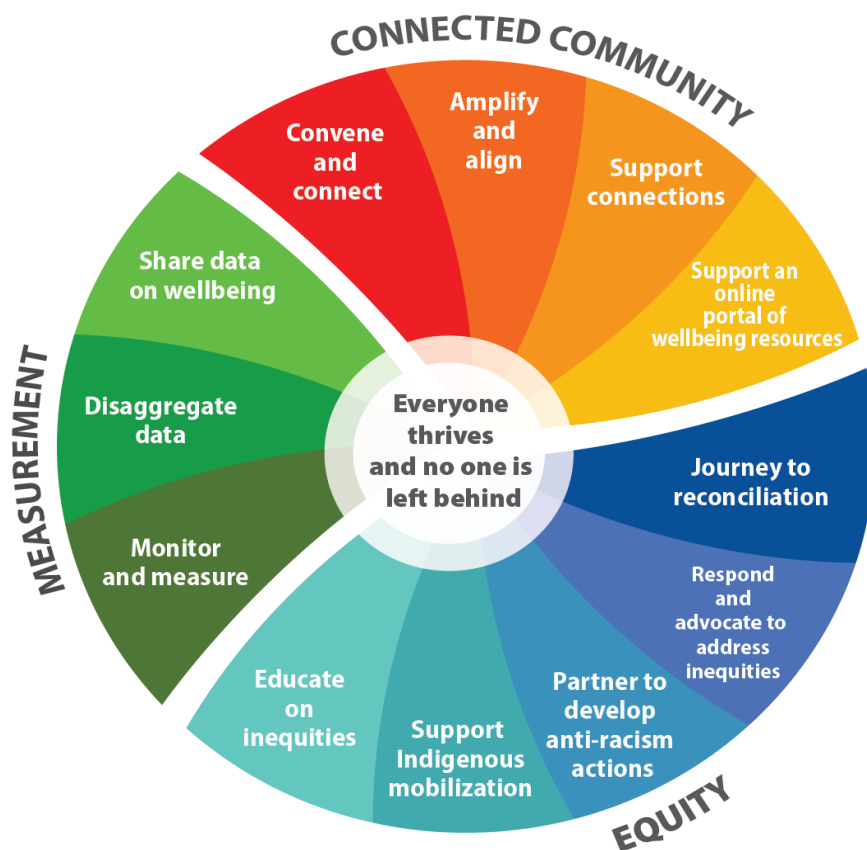 CONNECTED COMMUNITY
Convene
and
connect
Amplify
and
align
Support
connections
Support an
online
portal of
wellbeing resources
EQUITY
Journey to
reconciliation
Respond
and
advocate to
address
inequities
Partner to
develop
anti-racism
actions
Support
Indigenous
mobilization
Educate
on
inequities
MEASUREMENT
Monitor
and measure
Disaggregate
data
Share data
on wellbeing
Everyone
thrives
and no one is
left behind